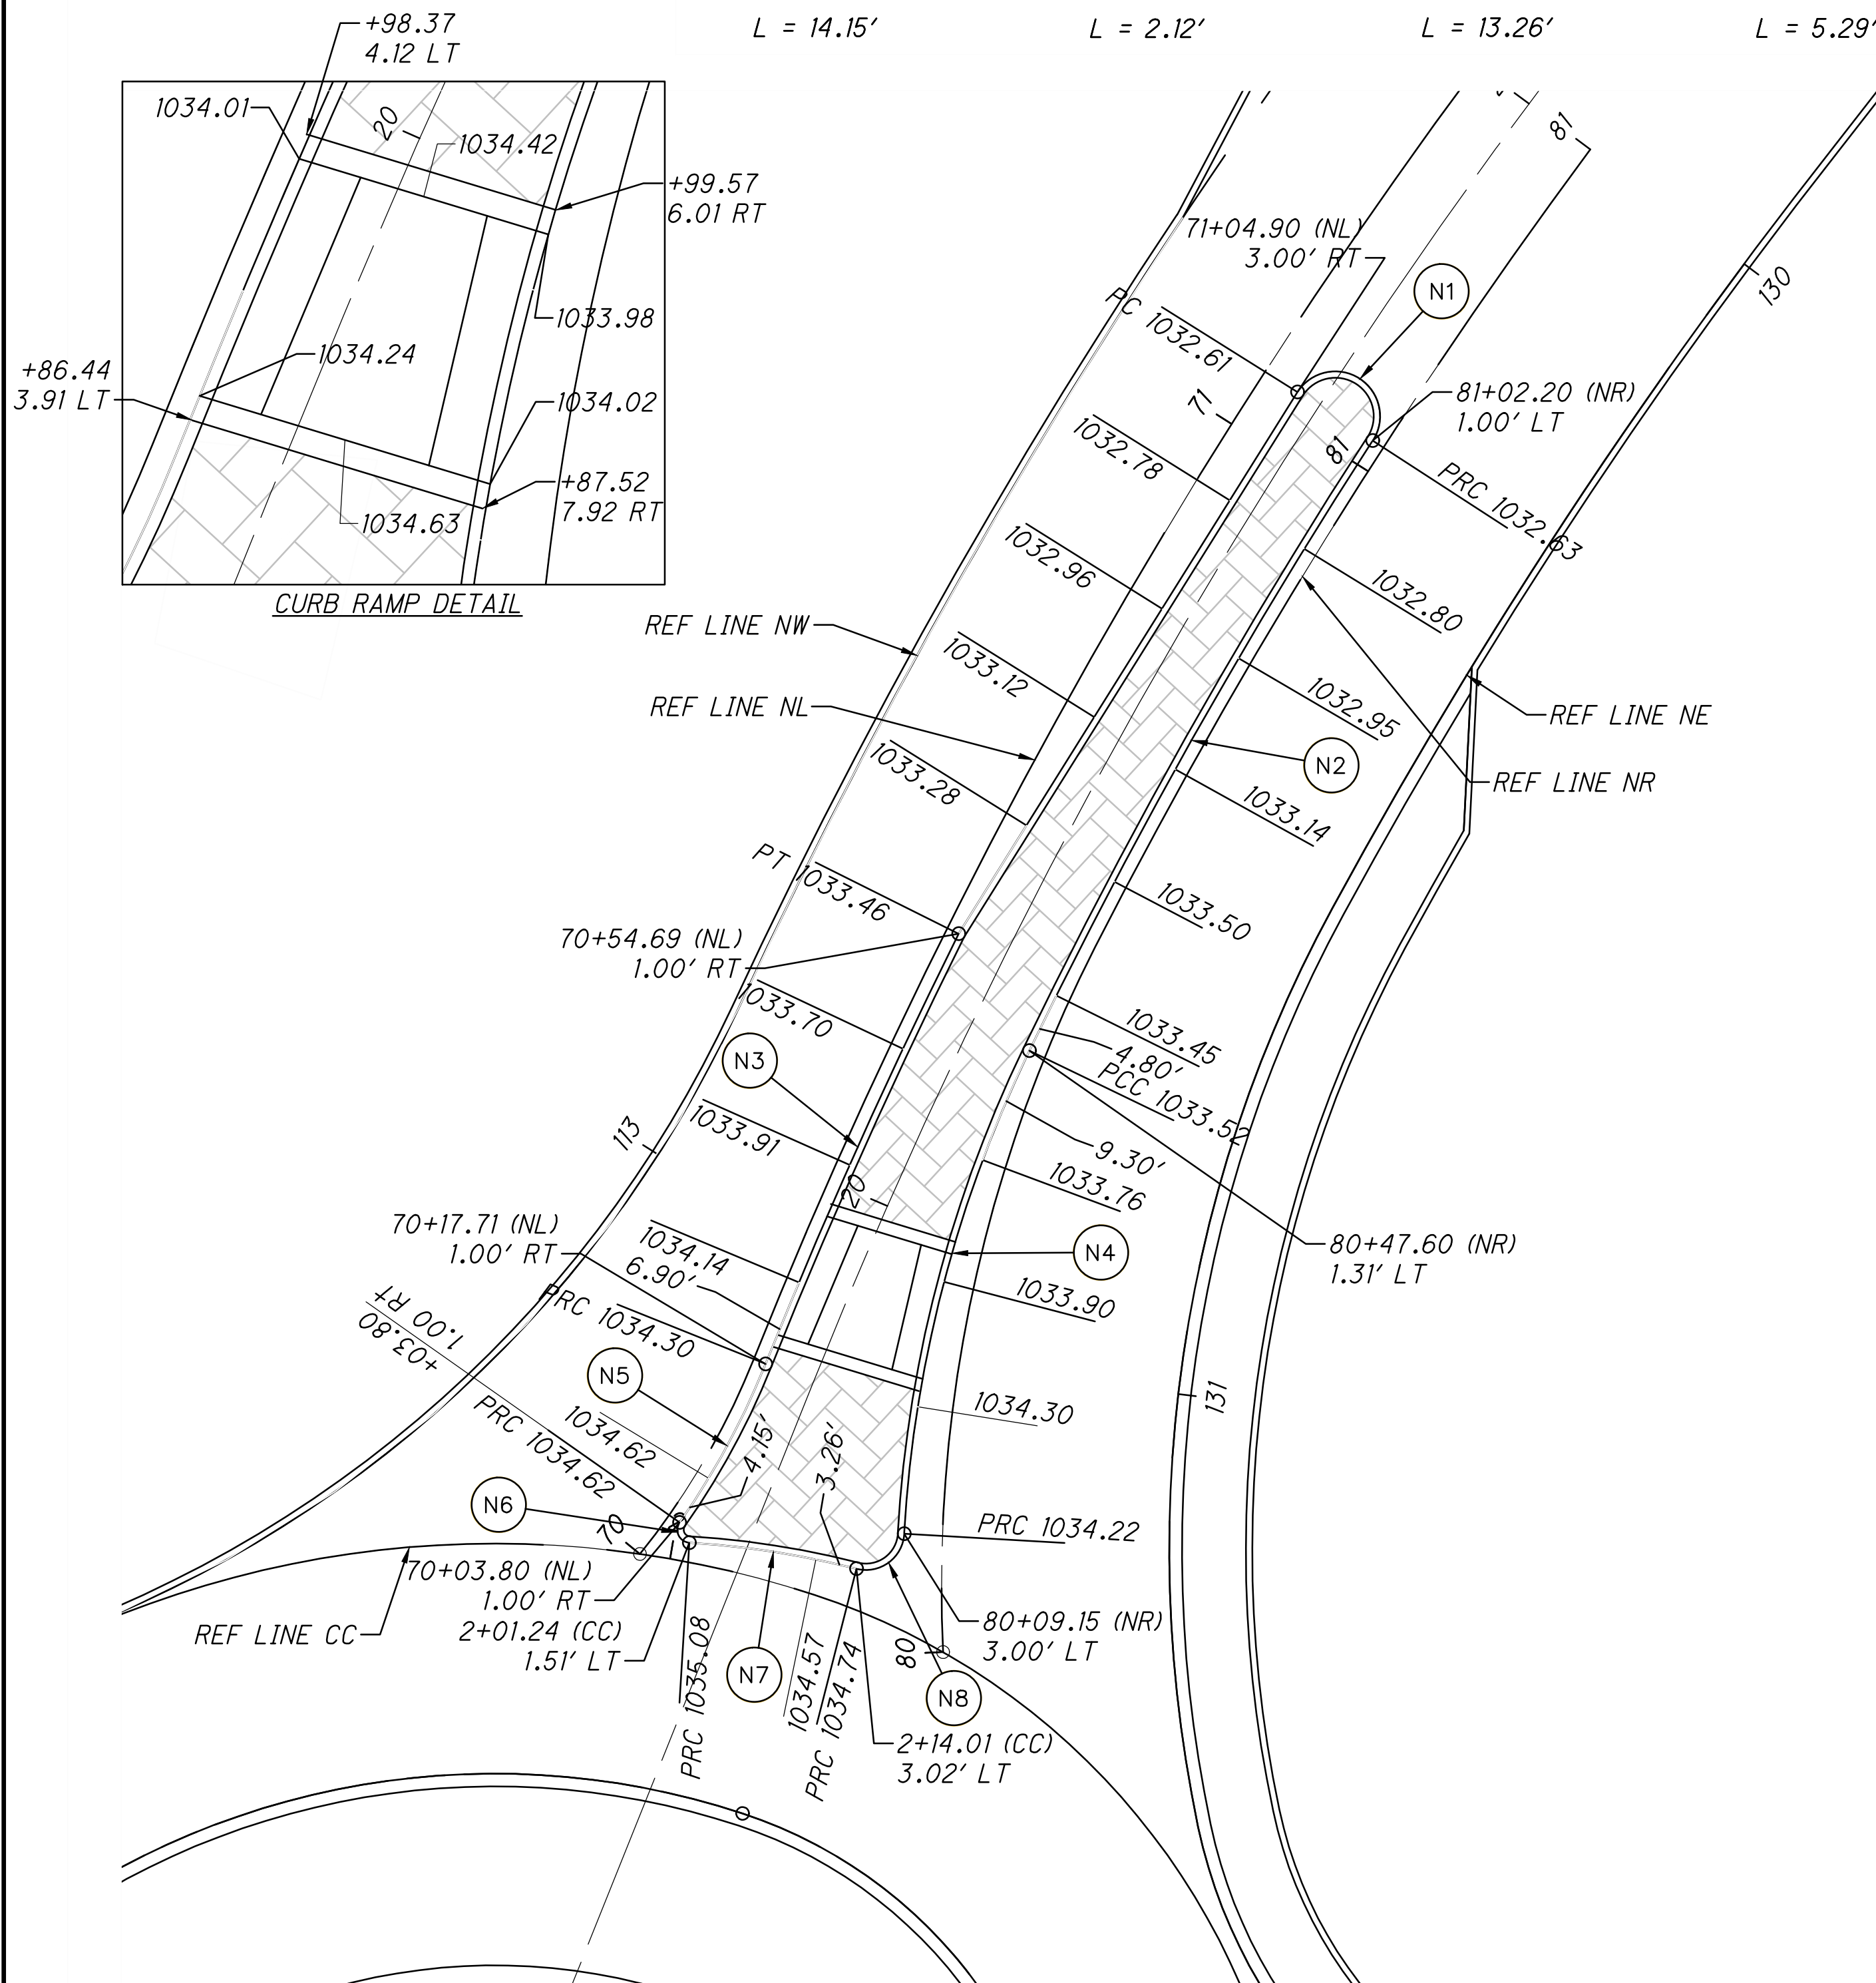 L = 14.15'
L = 2.12'
L = 13.26'
L = 5.29'
+98.37
4.12 LT
1034.01
20
1034.42
+99.57
6.01 RT
1033.98
1034.24
+86.44
3.91 LT
1034.02
+87.52
7.92 RT
1034.63
CURB RAMP DETAIL
81
130
71+04.90 (NL)
3.00' RT
N1
PC 1032.61
71
81
81+02.20 (NR)
1.00' LT
PRC 1032.63
1032.78
1032.80
1032.96
REF LINE NW
1033.12
1032.95
REF LINE NL
REF LINE NE
N2
REF LINE NR
1033.28
1033.14
PT 1033.46
1033.50
70+54.69 (NL)
1.00' RT
1033.70
1033.45
4.80'
PCC 1033.52
N3
1033.91
113
9.30'
1033.76
20
70+17.71 (NL)
1.00' RT
N4
80+47.60 (NR)
1.31' LT
1034.14
6.90'
1033.90
PRC 1034.30
+03.80
1.00 RT
N5
131
1034.30
PRC 1034.62
1034.62
4.15'
3.26'
N6
70
PRC 1034.22
70+03.80 (NL)
1.00' RT
REF LINE CC
2+01.24 (CC)
1.51' LT
PRC 1035.08
N7
1034.57
PRC 1034.74
80
80+09.15 (NR)
3.00' LT
N8
2+14.01 (CC)
3.02' LT